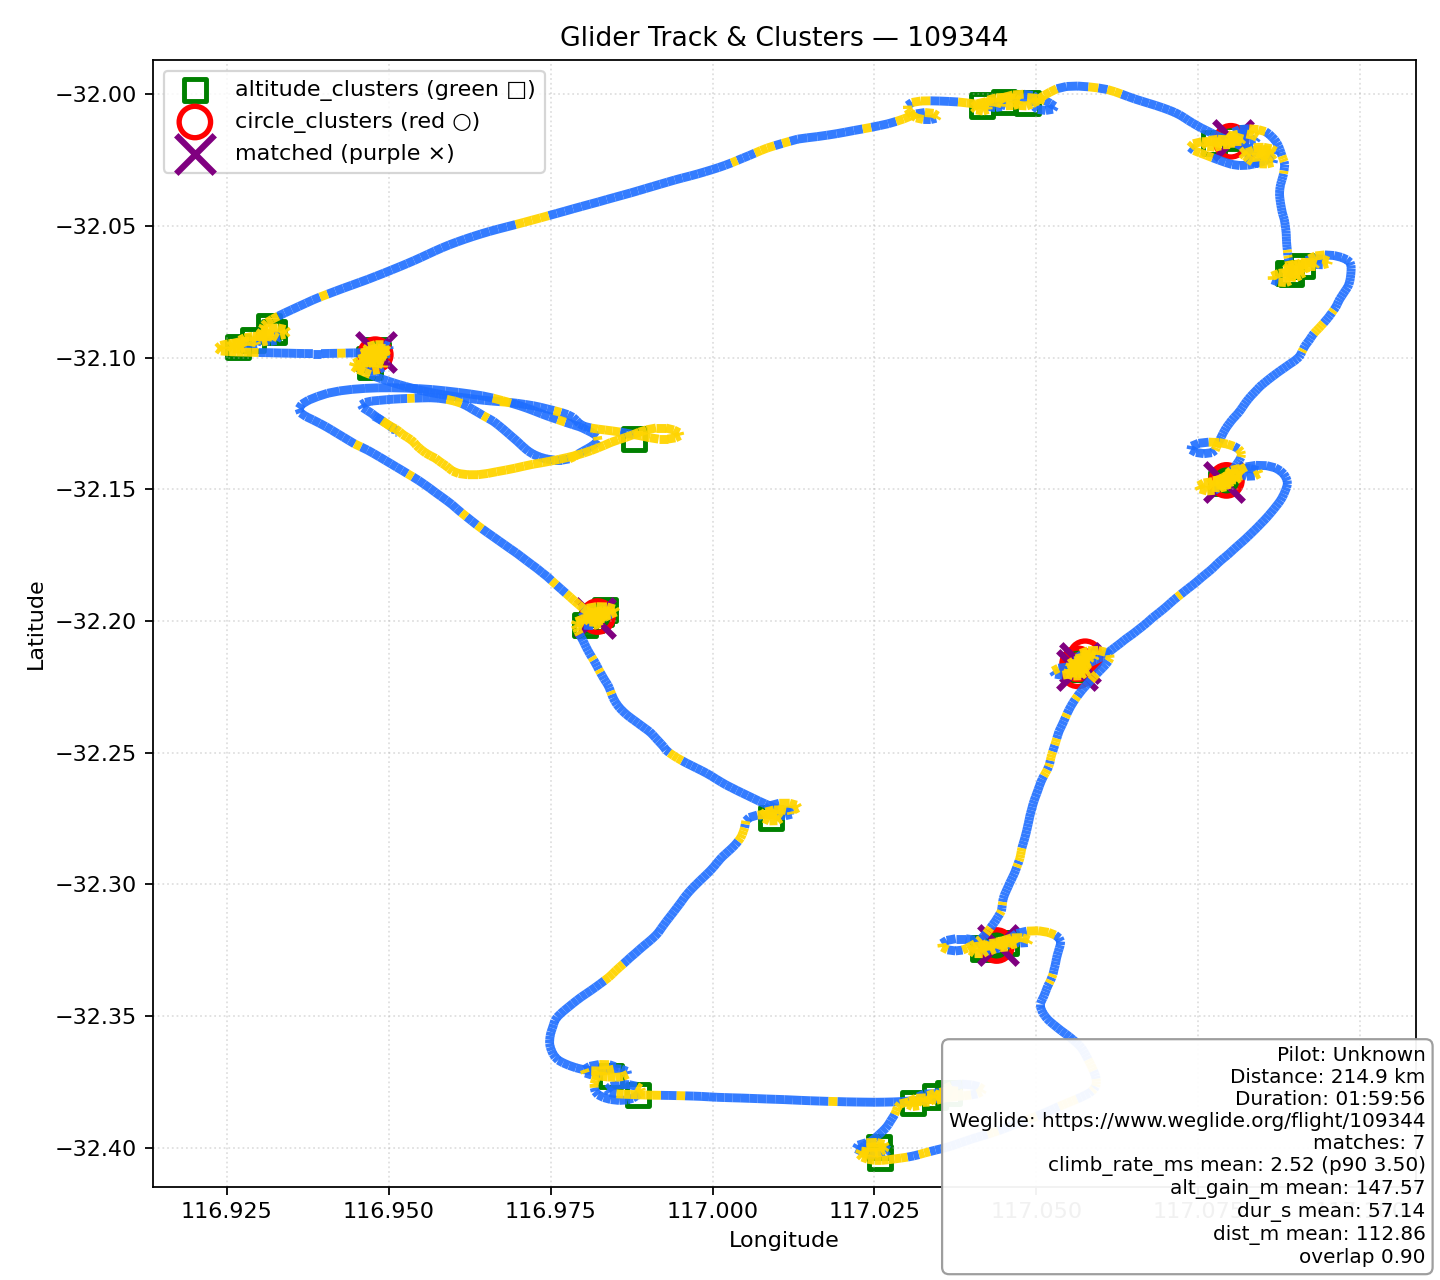 Glider Track & Clusters — 109344
altitude_clusters (green □)
circle_clusters (red ○)
matched (purple ×)
−32.00
−32.05
−32.10
−32.15
−32.20
−32.25
−32.30
−32.35
−32.40
Latitude
116.925
116.950
116.975
117.000
117.025
117.050
Longitude
Pilot: Unknown
Distance: 214.9 km
Duration: 01:59:56
Weglide: https://www.weglide.org/flight/109344
matches: 7
climb_rate_ms mean: 2.52 (p90 3.50)
alt_gain_m mean: 147.57
dur_s mean: 57.14
dist_m mean: 112.86
overlap 0.90